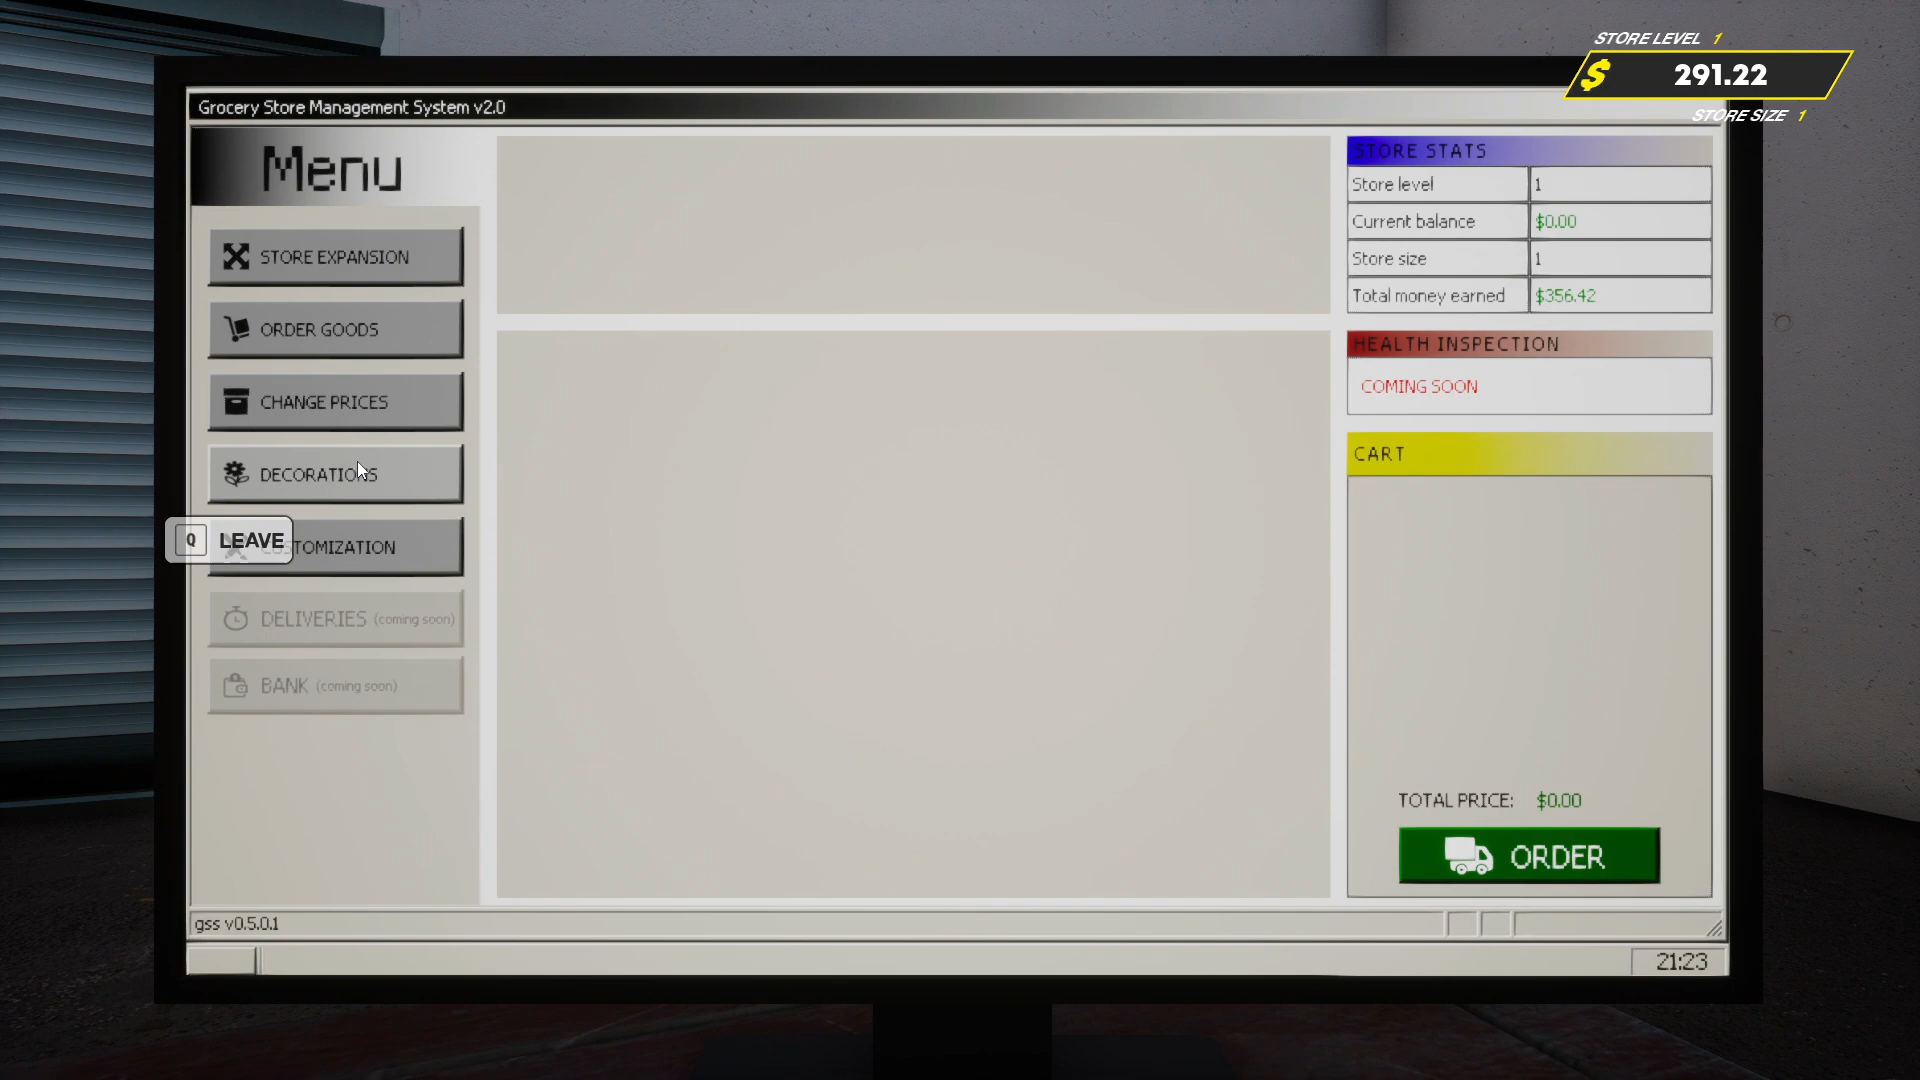 STORE LEVEL 1
$ 291.22
STORE SIZE 1
Grocery Store Management System v2.0
Menu
STORE EXPANSION
ORDER GOODS
CHANGE PRICES
DECORATIONS
Q LEAVE
CUSTOMIZATION
DELIVERIES (coming soon)
BANK (coming soon)
STORE STATS
Store level 1
Current balance $0.00
Store size 1
Total money earned $356.42
HEALTH INSPECTION
COMING SOON
CART
TOTAL PRICE: $0.00
ORDER
gss v0.5.0.1
21:23